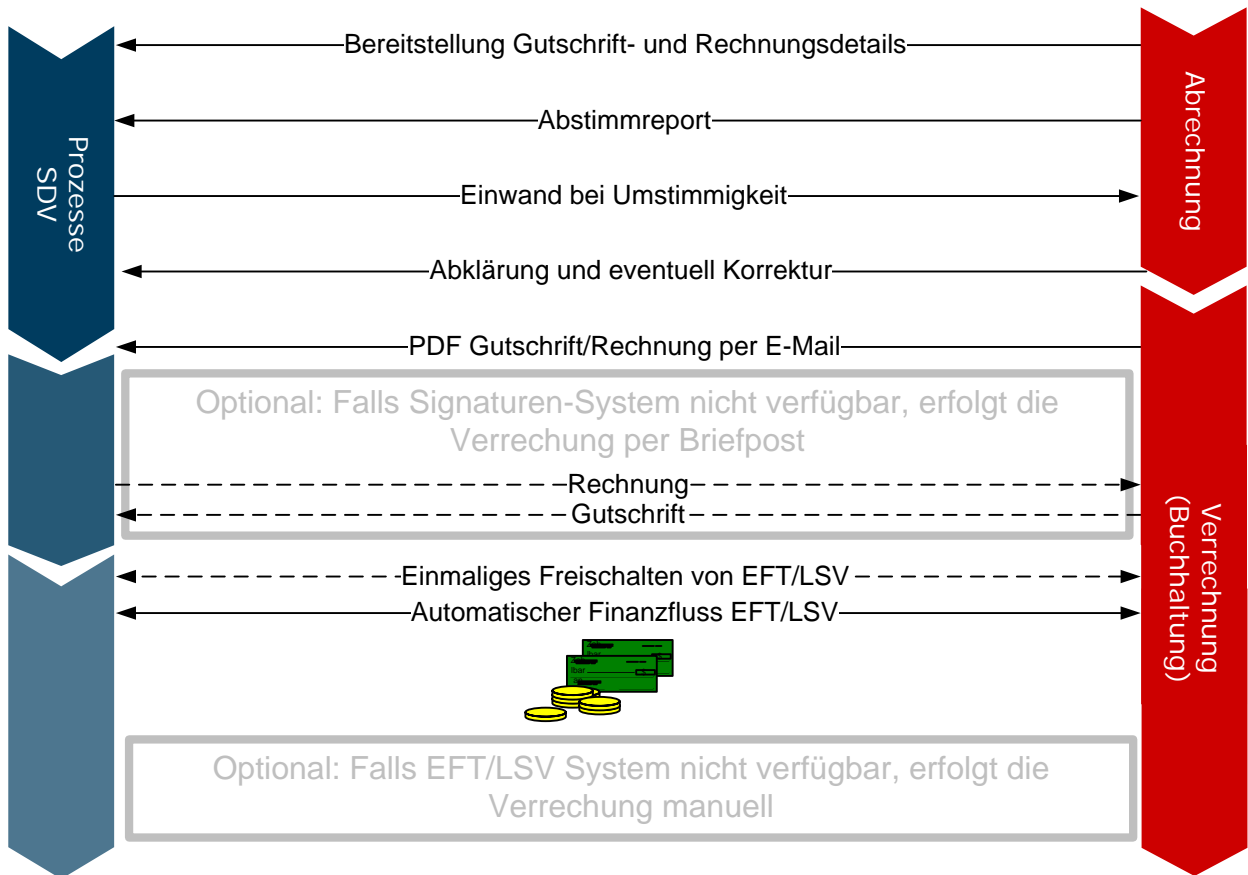 Bereitstellung Gutschrift- und Rechnungsdetails
Abstimmreport
Einwand bei Umstimmigkeit
Abklärung und eventuell Korrektur
PDF Gutschrift/Rechnung per E-Mail
Optional: Falls Signaturen-System nicht verfügbar, erfolgt die
Verrechung per Briefpost
Rechnung
Gutschrift
Einmaliges Freischalten von EFT/LSV
Automatischer Finanzfluss EFT/LSV
Optional: Falls EFT/LSV System nicht verfügbar, erfolgt die
Verrechung manuell
Prozesse
SDV
Abrechnung
Verrechnung
(Buchhaltung)